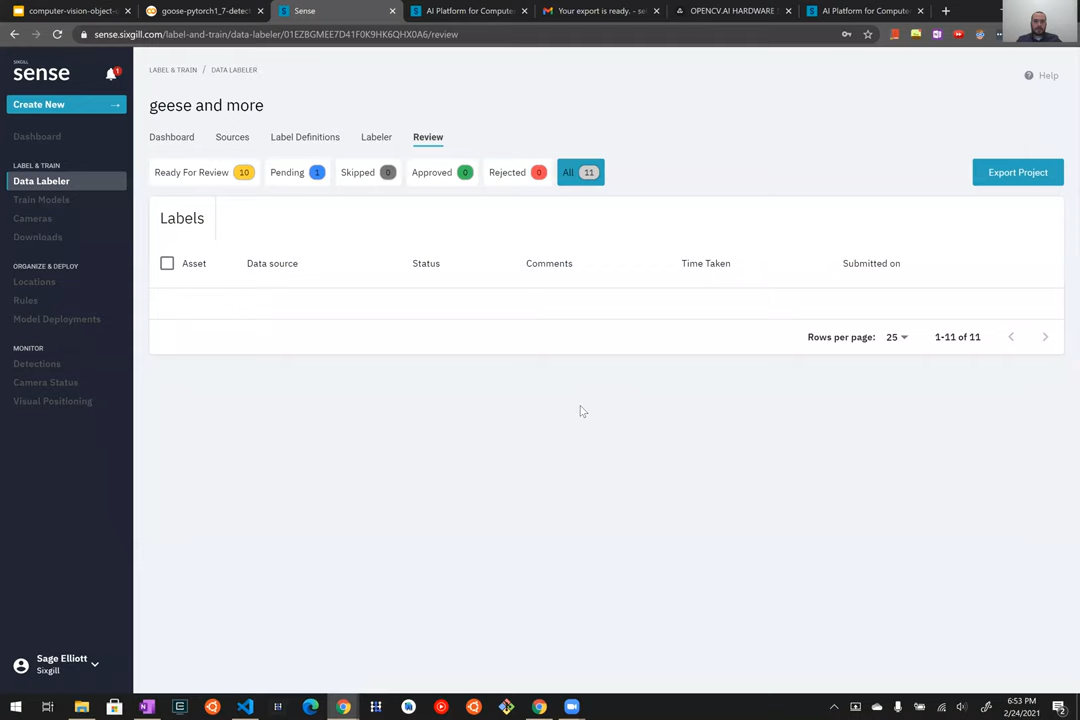 computer-vision-object-d
goose-pytorch1_7-detect
Sense
AI Platform for Compute
Your export is ready. - se
OPENCV.AI HARDWARE
AI Platform for Compute
sense.sixgill.com/label-and-train/data-labeler/01EZBGMEE7D41F0K9HK6QHX0A6/review
SIXGILL
sense
1
Create New →
Dashboard
LABEL & TRAIN
Data Labeler
Train Models
Cameras
Downloads
ORGANIZE & DEPLOY
Locations
Rules
Model Deployments
MONITOR
Detections
Camera Status
Visual Positioning
Sage Elliott
Sixgill
LABEL & TRAIN / DATA LABELER
Help
geese and more
Dashboard Sources Label Definitions Labeler Review
Ready For Review 10 Pending 1 Skipped 0 Approved 0 Rejected 0 All 11
Export Project
Labels
Asset Data source Status Comments Time Taken Submitted on
Rows per page: 25 1-11 of 11
6:53 PM
2/24/2021